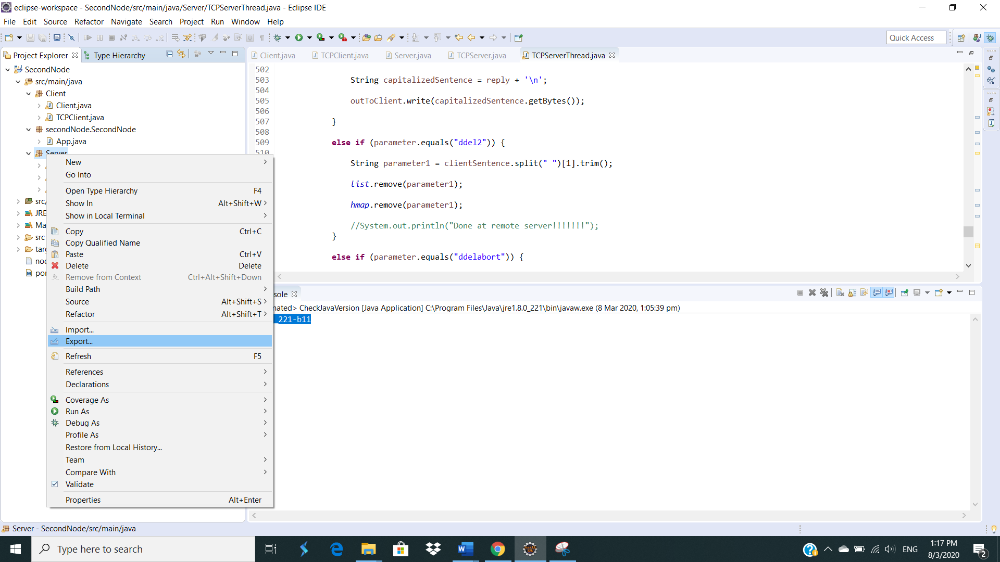 eclipse-workspace - SecondNode/src/main/java/Server/TCPServerThread.java - Eclipse IDE
File Edit Source Refactor Navigate Search Project Run Window Help
Quick Access
Project Explorer Type Hierarchy
SecondNode
src/main/java
Client
Client.java
TCPClient.java
secondNode.SecondNode
App.java
Server
src/
JRE
Ma
src
targ
nod
por
New
Go Into
Open Type Hierarchy F4
Show In Alt+Shift+W
Show in Local Terminal
Copy Ctrl+C
Copy Qualified Name
Paste Ctrl+V
Delete Delete
Remove from Context Ctrl+Alt+Shift+Down
Build Path
Source Alt+Shift+S
Refactor Alt+Shift+T
Import...
Export...
Refresh F5
References
Declarations
Coverage As
Run As
Debug As
Profile As
Restore from Local History...
Team
Compare With
Validate
Properties Alt+Enter
Client.java TCPClient.java Server.java TCPServer.java TCPServerThread.java
502
503 String capitalizedSentence = reply + '\n';
504
505 outToClient.write(capitalizedSentence.getBytes());
506
507 }
508
509 else if (parameter.equals("ddel2")) {
510
String parameter1 = clientSentence.split(" ")[1].trim();
list.remove(parameter1);
hmap.remove(parameter1);
//System.out.println("Done at remote server!!!!!!!");
}
else if (parameter.equals("ddelabort")) {
sole
nated> CheckJavaVersion [Java Application] C:\Program Files\Java\jre1.8.0_221\bin\javaw.exe (8 Mar 2020, 1:05:39 pm)
_221-b11
Server - SecondNode/src/main/java
Type here to search
ENG
1:17 PM
8/3/2020
2